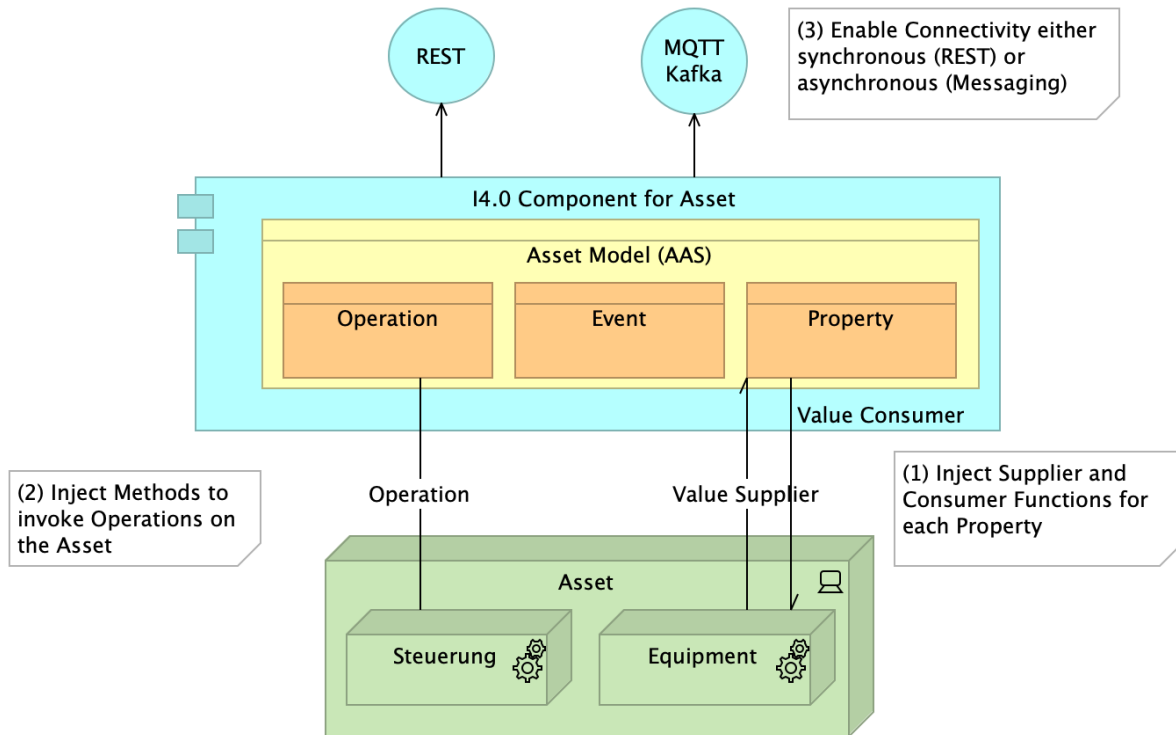 REST
MQTT
Kafka
(3) Enable Connectivity either
synchronous (REST) or
asynchronous (Messaging)
I4.0 Component for Asset
Asset Model (AAS)
Operation
Event
Property
Value Consumer
(2) Inject Methods to
invoke Operations on
the Asset
Operation
Value Supplier
(1) Inject Supplier and
Consumer Functions for
each Property
Asset
Steuerung
Equipment